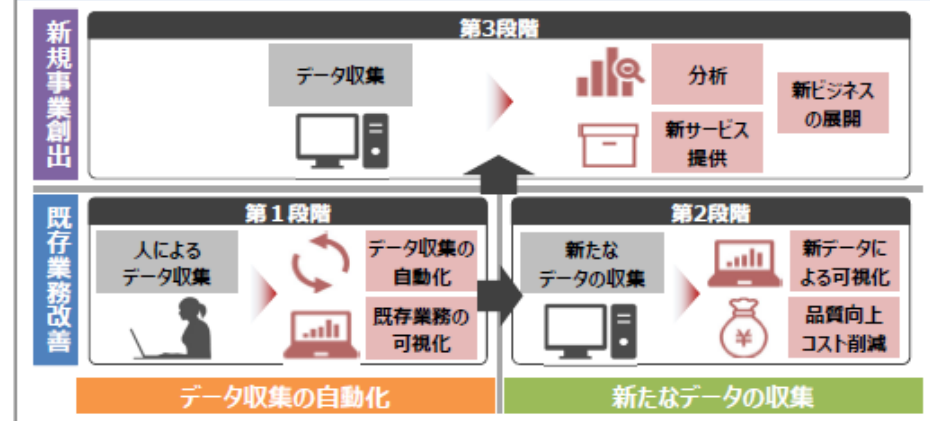 新規事業創出
第3段階
データ収集
分析
新サービス
提供
新ビジネス
の展開
既存業務改善
第１段階
人による
データ収集
データ収集の
自動化
既存業務の
可視化
第2段階
新たな
データの収集
新データに
よる可視化
¥
品質向上
コスト削減
データ収集の自動化
新たなデータの収集